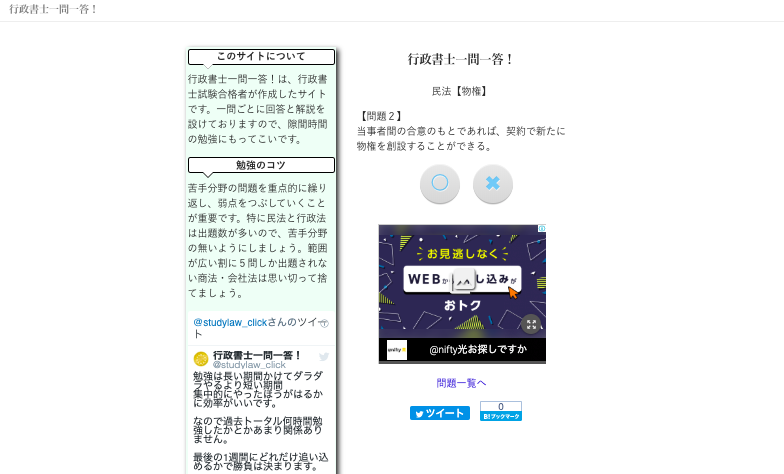 行政書士一問一答！
このサイトについて
行政書士一問一答！は、行政書
士試験合格者が作成したサイト
です。一問ごとに回答と解説を
設けておりますので、隙間時間
の勉強にもってこいです。
勉強のコツ
苦手分野の問題を重点的に繰り
返し、弱点をつぶしていくこと
が重要です。特に民法と行政法
は出題数が多いので、苦手分野
の無いようにしましょう。範囲
が広い割に５問しか出題されな
い商法・会社法は思い切って捨
てましょう。
@studylaw_clickさんのツイー
ト
行政書士一問一答！
@studylaw_click
勉強は長い期間かけてダラダ
ラやるより短い期間
集中的にやったほうがはるか
に効率がいいです。
なので過去トータル何時間勉
強したかとかあまり関係あり
ません。
最後の1週間にどれだけ追い込
めるかで勝負は決まります。
行政書士一問一答！
民法【物権】
【問題２】
当事者間の合意のもとであれば、契約で新たに
物権を創設することができる。
お見逃しなく
WEBか し込みが
おトク
nifty
@nifty光お探しですか
問題一覧へ
ツイート
0
B!ブックマーク